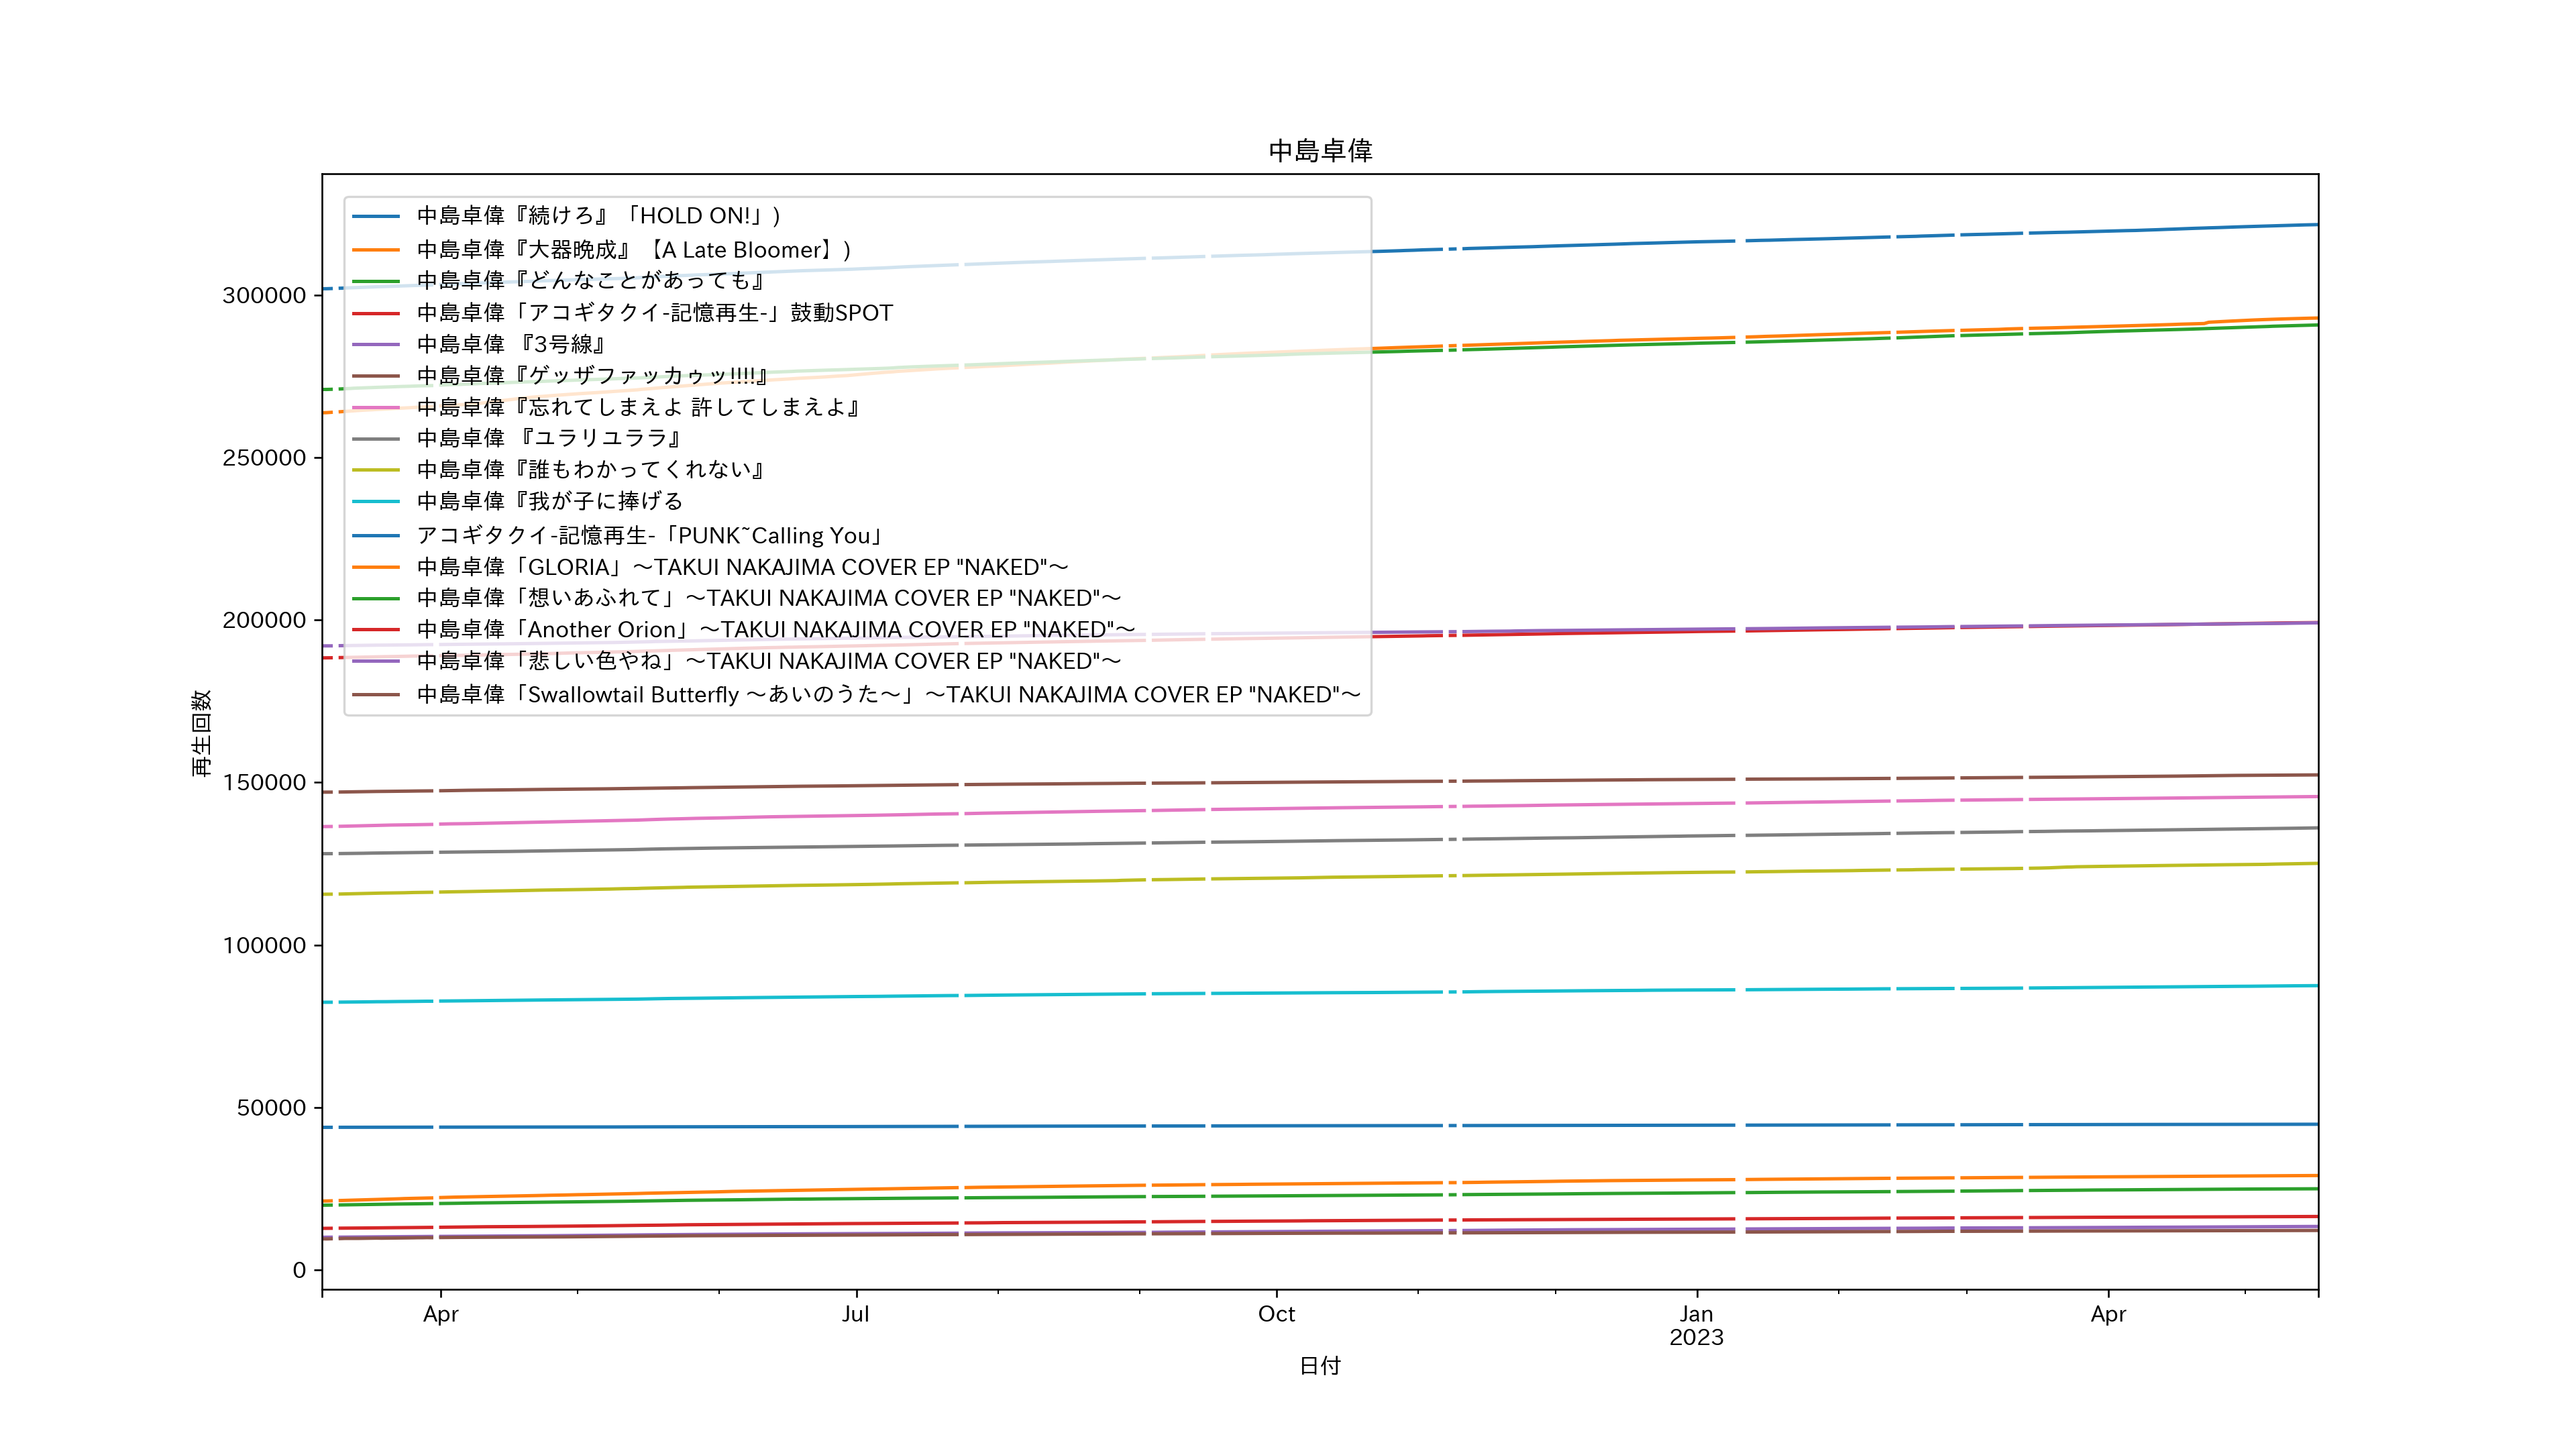 中島卓偉
中島卓偉『続けろ』「HOLD ON!」)
中島卓偉『大器晩成』【A Late Bloomer】)
中島卓偉『どんなことがあっても』
中島卓偉「アコギタクイ-記憶再生-」鼓動SPOT
中島卓偉 『3号線』
中島卓偉『ゲッザファッカゥッ!!!!』
中島卓偉『忘れてしまえよ 許してしまえよ』
中島卓偉 『ユラリユララ』
中島卓偉『誰もわかってくれない』
中島卓偉『我が子に捧げる
アコギタクイ-記憶再生-「PUNK~Calling You」
中島卓偉「GLORIA」～TAKUI NAKAJIMA COVER EP "NAKED"～
中島卓偉「想いあふれて」～TAKUI NAKAJIMA COVER EP "NAKED"～
中島卓偉「Another Orion」～TAKUI NAKAJIMA COVER EP "NAKED"～
中島卓偉「悲しい色やね」～TAKUI NAKAJIMA COVER EP "NAKED"～
中島卓偉「Swallowtail Butterfly ～あいのうた～」～TAKUI NAKAJIMA COVER EP "NAKED"～
再生回数
300000
250000
200000
150000
100000
50000
0
Apr
Jul
Oct
Jan
2023
Apr
日付